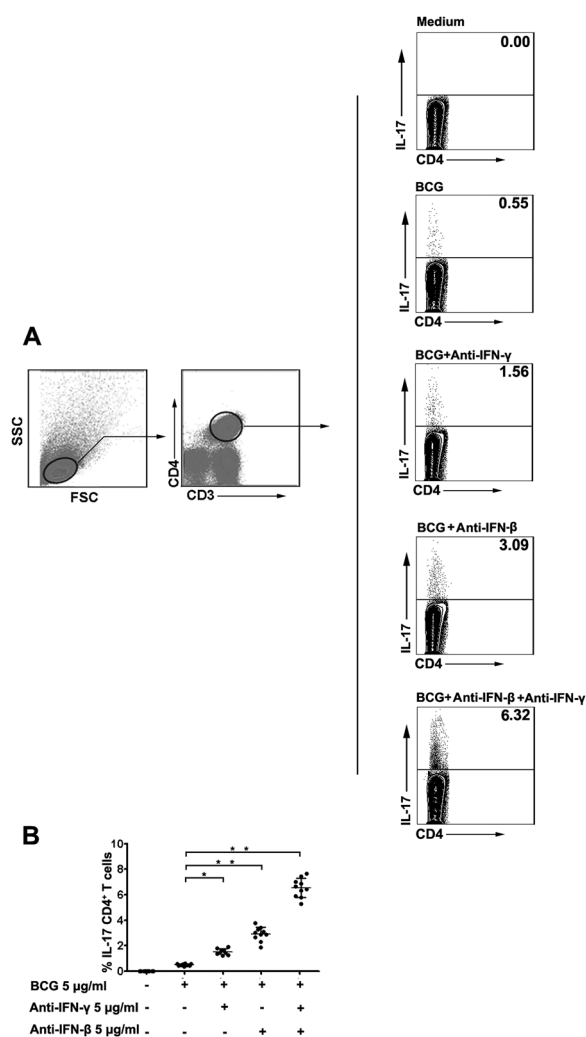 Medium
0.00
IL-17
CD4
BCG
0.55
IL-17
CD4
A
BCG+Anti-IFN-γ
1.56
IL-17
CD4
SSC
FSC
CD4
CD3
BCG+Anti-IFN-β
3.09
IL-17
CD4
BCG+Anti-IFN-β+Anti-IFN-γ
6.32
IL-17
CD4
B
% IL-17 CD4+ T cells
10
8
6
4
2
0
* *
* *
*
BCG 5 µg/ml - + + + +
Anti-IFN-γ 5 µg/ml - - + - +
Anti-IFN-β 5 µg/ml - - - + +